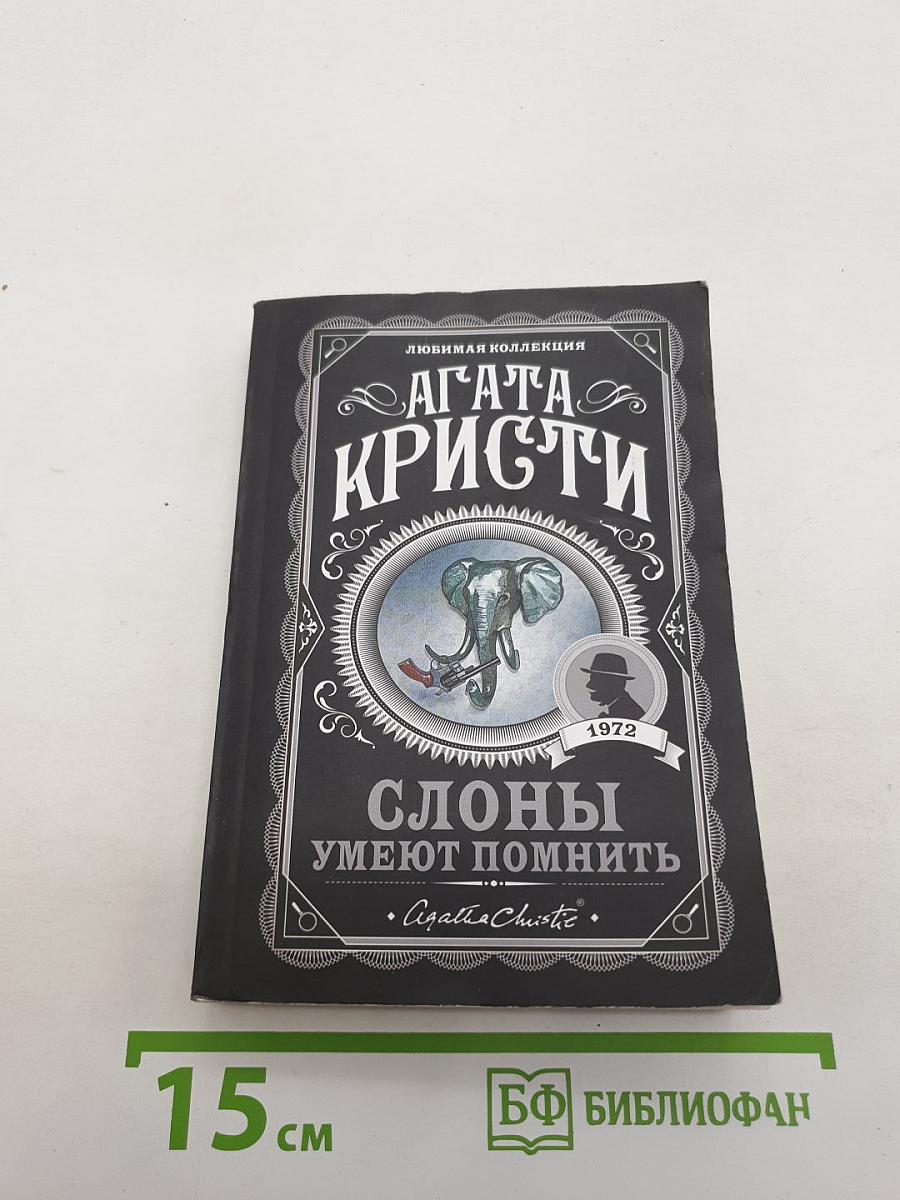 ЛЮБИМАЯ КОЛЛЕКЦИЯ
АГАТА
КРИСТИ
1972
СЛОНЫ
УМЕЮТ ПОМНИТЬ
Agatha Christie®
15 см
БФ БИБЛИОФАН